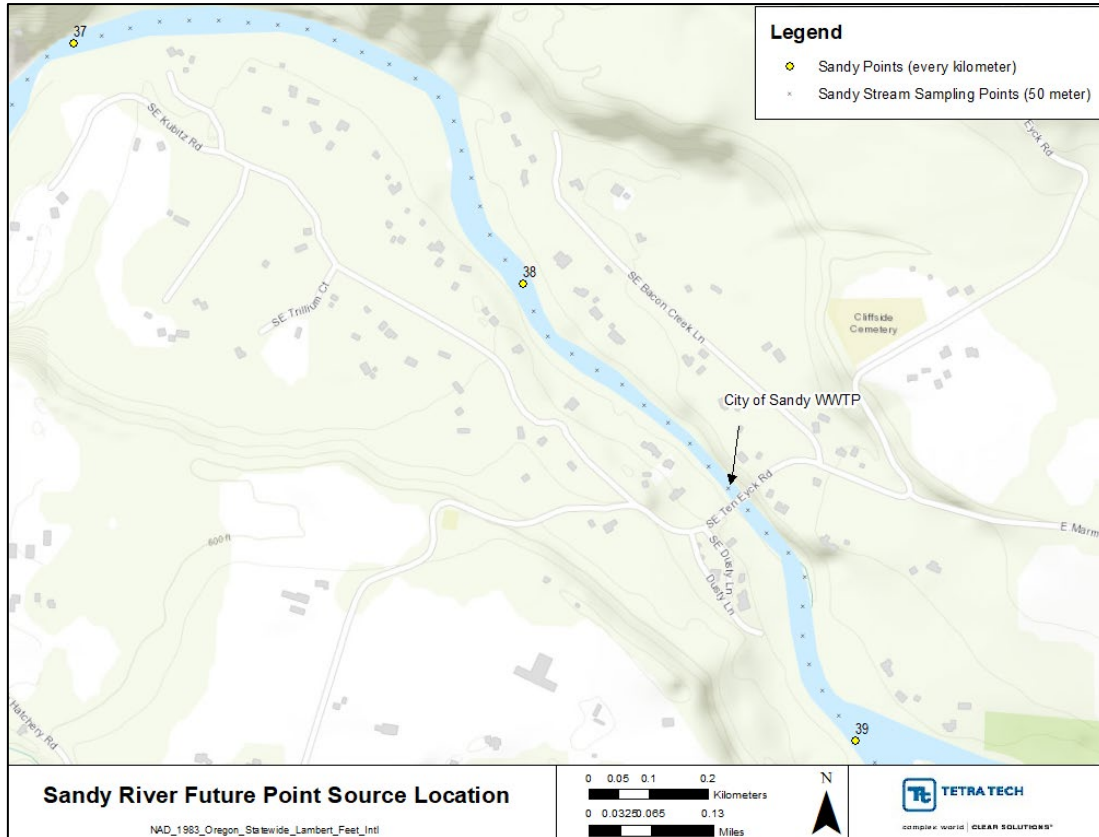 37
Legend
Sandy Points (every kilometer)
Sandy Stream Sampling Points (50 meter)
Eyck Rd
SE Kubitz Rd
38
SE Bacon Creek Ln
SE Trillium Ct
Cliffside
Cemetery
City of Sandy WWTP
SE Ten Eyck Rd
600 ft
E Marm
SE Dusty Ln
Dusty Ln
Hatchery Rd
39
Sandy River Future Point Source Location
NAD_1983_Oregon_Statewide_Lambert_Feet_Intl
0 0.05 0.1 0.2
Kilometers
0 0.0325 0.065 0.13
Miles
N
Tt
TETRA TECH
complex world | CLEAR SOLUTIONS™